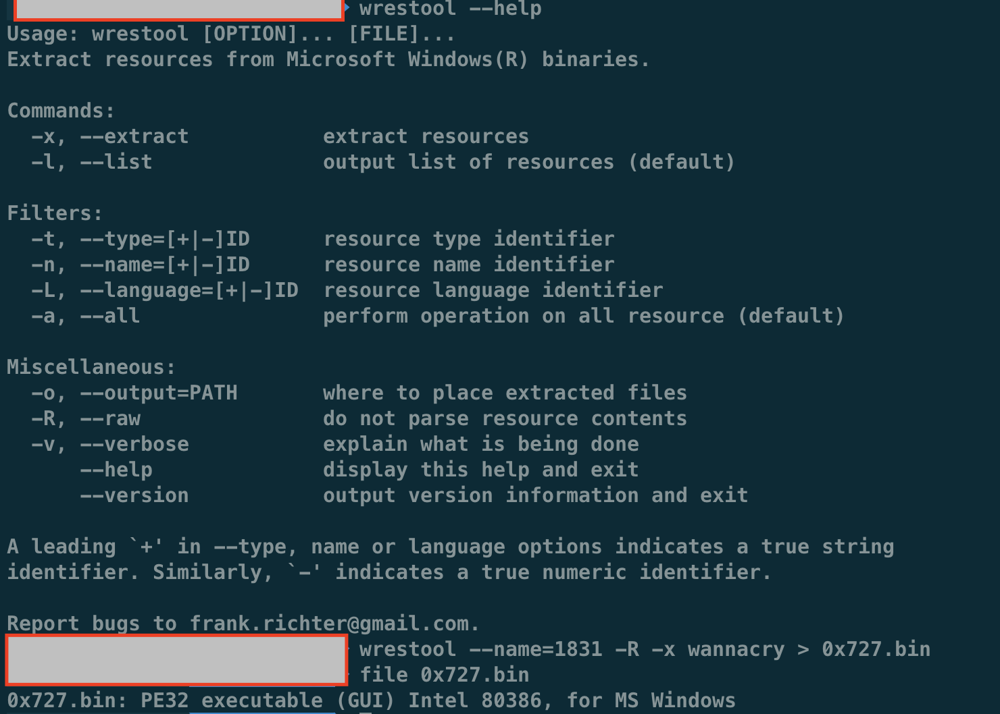 wrestool --help
Usage: wrestool [OPTION]... [FILE]...
Extract resources from Microsoft Windows(R) binaries.
Commands:
-x, --extract extract resources
-l, --list output list of resources (default)
Filters:
-t, --type=[+|-]ID resource type identifier
-n, --name=[+|-]ID resource name identifier
-L, --language=[+|-]ID resource language identifier
-a, --all perform operation on all resource (default)
Miscellaneous:
-o, --output=PATH where to place extracted files
-R, --raw do not parse resource contents
-v, --verbose explain what is being done
--help display this help and exit
--version output version information and exit
A leading `+' in --type, name or language options indicates a true string
identifier. Similarly, `-' indicates a true numeric identifier.
Report bugs to frank.richter@gmail.com.
wrestool --name=1831 -R -x wannacry > 0x727.bin
file 0x727.bin
0x727.bin: PE32 executable (GUI) Intel 80386, for MS Windows